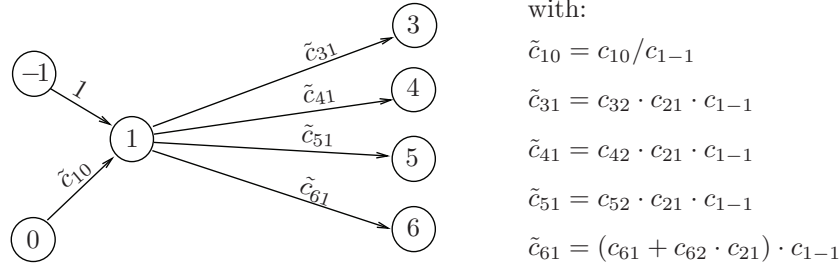 −1
0
1
3
4
5
6
1
c̃₁₀
c̃₃₁
c̃₄₁
c̃₅₁
c̃₆₁
with:
c̃₁₀ = c₁₀/c₁₋₁
c̃₃₁ = c₃₂ · c₂₁ · c₁₋₁
c̃₄₁ = c₄₂ · c₂₁ · c₁₋₁
c̃₅₁ = c₅₂ · c₂₁ · c₁₋₁
c̃₆₁ = (c₆₁ + c₆₂ · c₂₁) · c₁₋₁